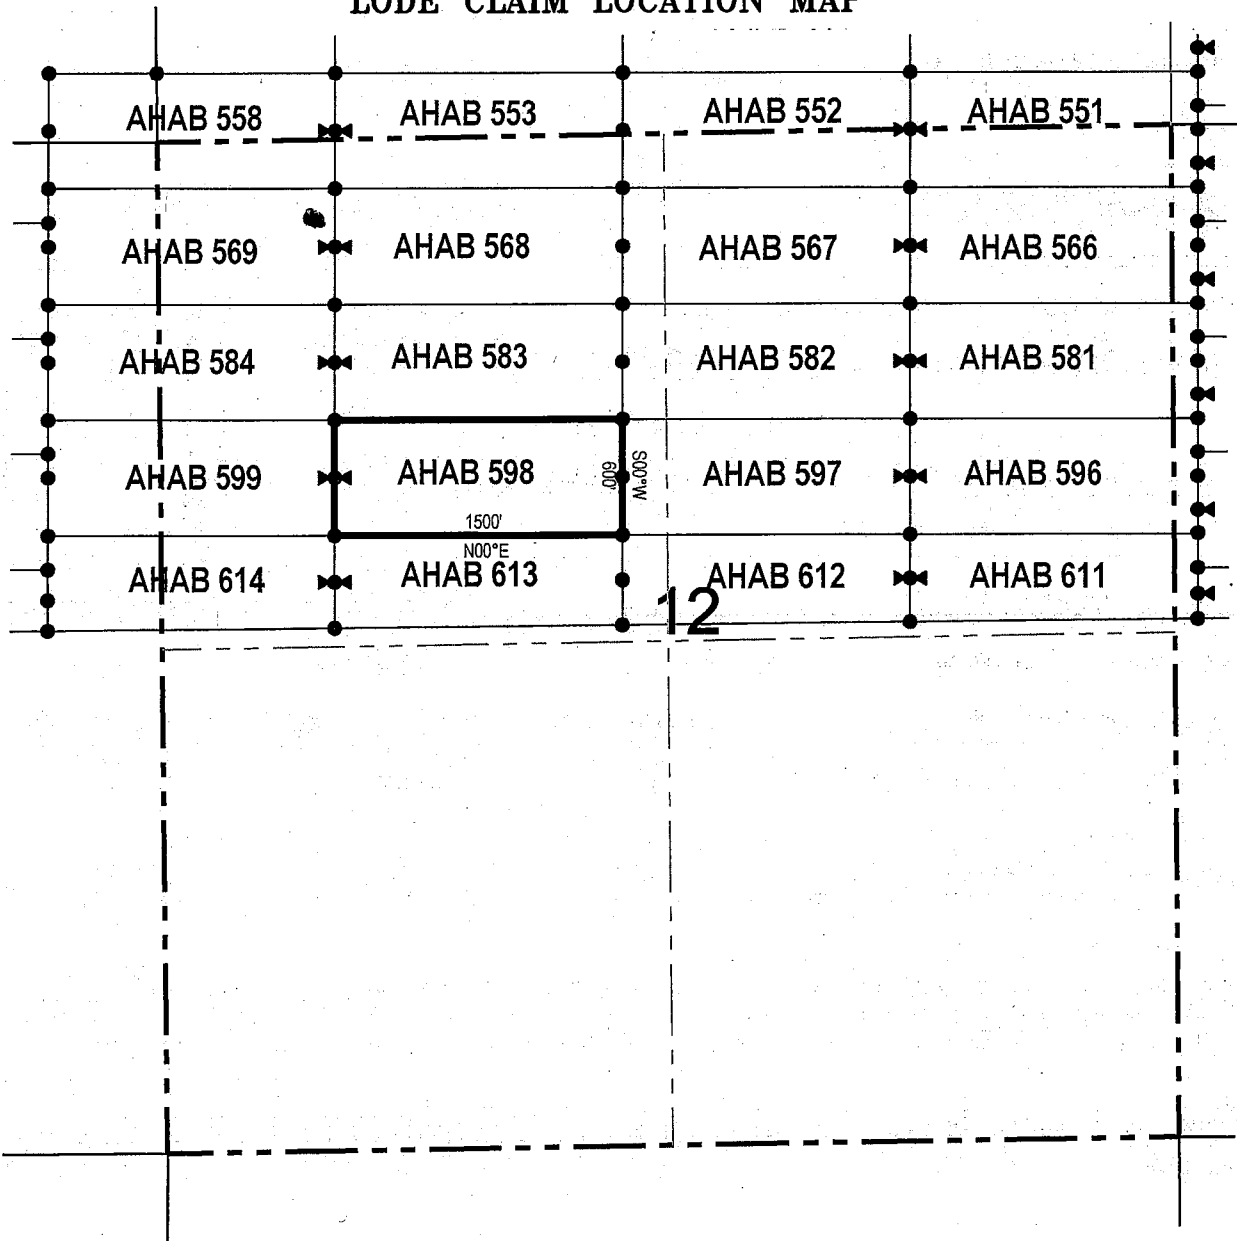 LODE CLAIM LOCATION MAP
AHAB 558 AHAB 553 AHAB 552 AHAB 551
AHAB 569 AHAB 568 AHAB 567 AHAB 566
AHAB 584 AHAB 583 AHAB 582 AHAB 581
AHAB 599 AHAB 598 600' S00°W AHAB 597 AHAB 596
1500'
N00°E
AHAB 614 AHAB 613 AHAB 612 AHAB 611
12